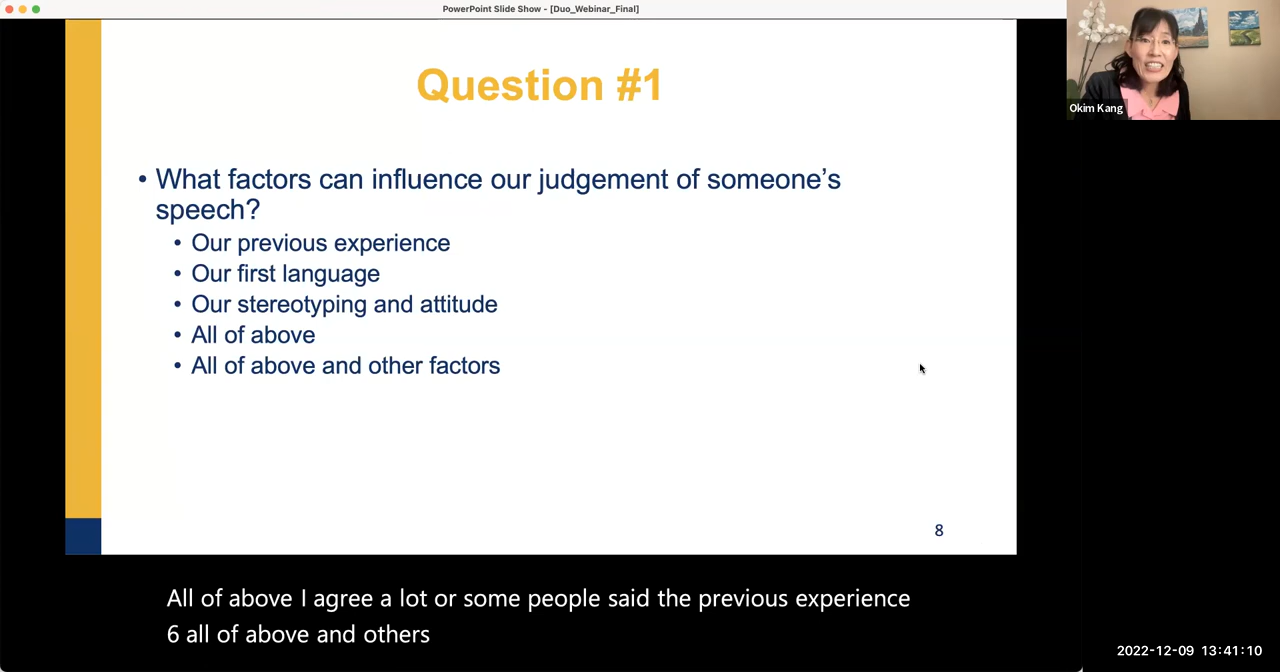 PowerPoint Slide Show - [Duo_Webinar_Final]
Okim Kang
Question #1
• What factors can influence our judgement of someone’s
speech?
• Our previous experience
• Our first language
• Our stereotyping and attitude
• All of above
• All of above and other factors
8
All of above I agree a lot or some people said the previous experience
6 all of above and others
2022-12-09 13:41:10